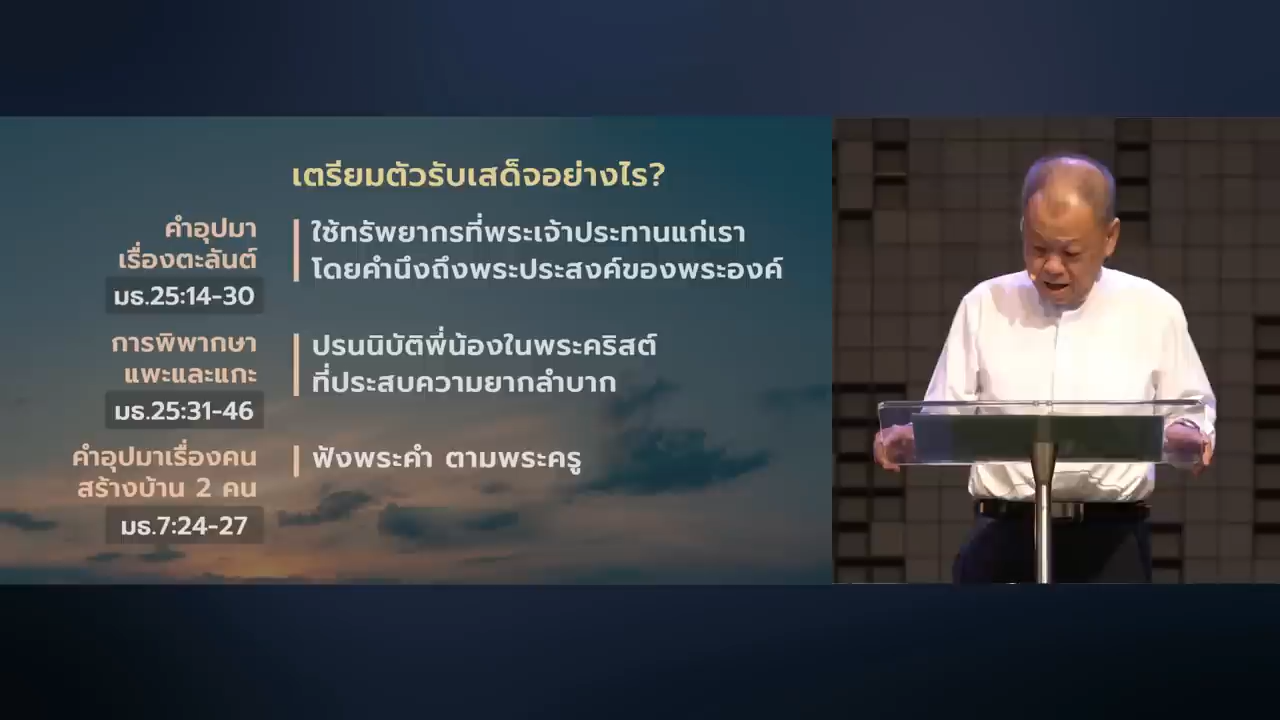 เตรียมตัวรับเสด็จอย่างไร?
คำอุปมา
เรื่องตะลันต์
มธ.25:14-30
ใช้ทรัพยากรที่พระเจ้าประทานแก่เรา
โดยคำนึงถึงพระประสงค์ของพระองค์
การพิพากษา
แพะและแกะ
มธ.25:31-46
ปรนนิบัติพี่น้องในพระคริสต์
ที่ประสบความยากลำบาก
คำอุปมาเรื่องคน
สร้างบ้าน 2 คน
มธ.7:24-27
ฟังพระคำ ตามพระครู